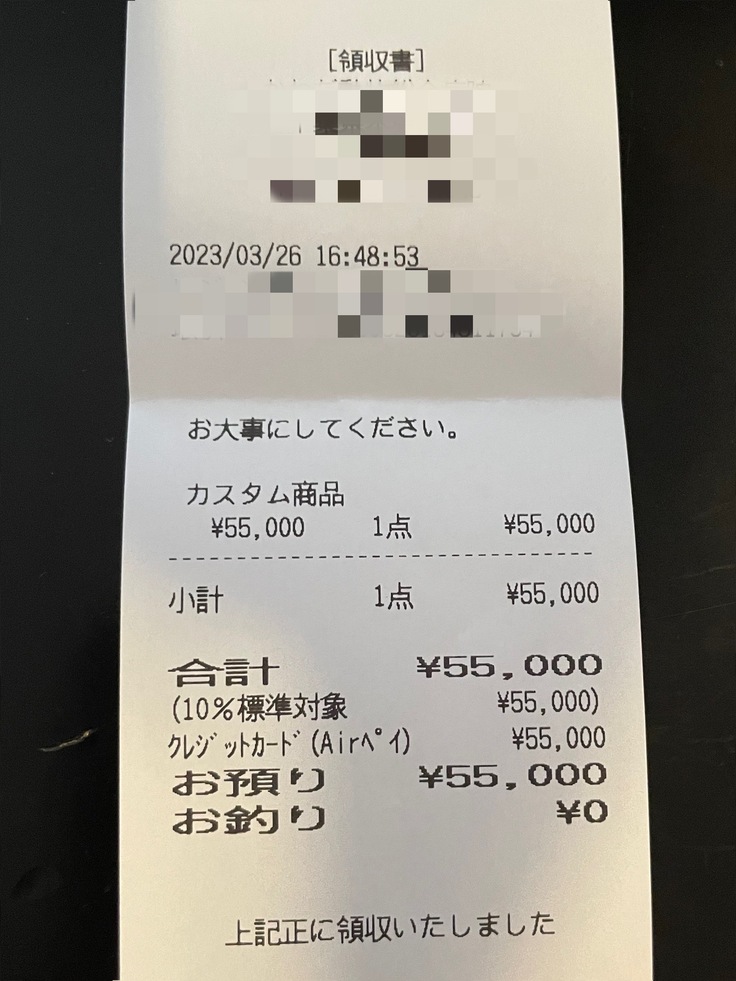 [領収書]
2023/03/26 16:48:53
お大事にしてください。
カスタム商品
¥55,000 1点 ¥55,000
小計 1点 ¥55,000
合計 ¥55,000
(10%標準対象 ¥55,000)
ｸﾚｼﾞｯﾄｶｰﾄﾞ(Airﾍﾟｲ) ¥55,000
お預り ¥55,000
お釣り ¥0
上記正に領収いたしました